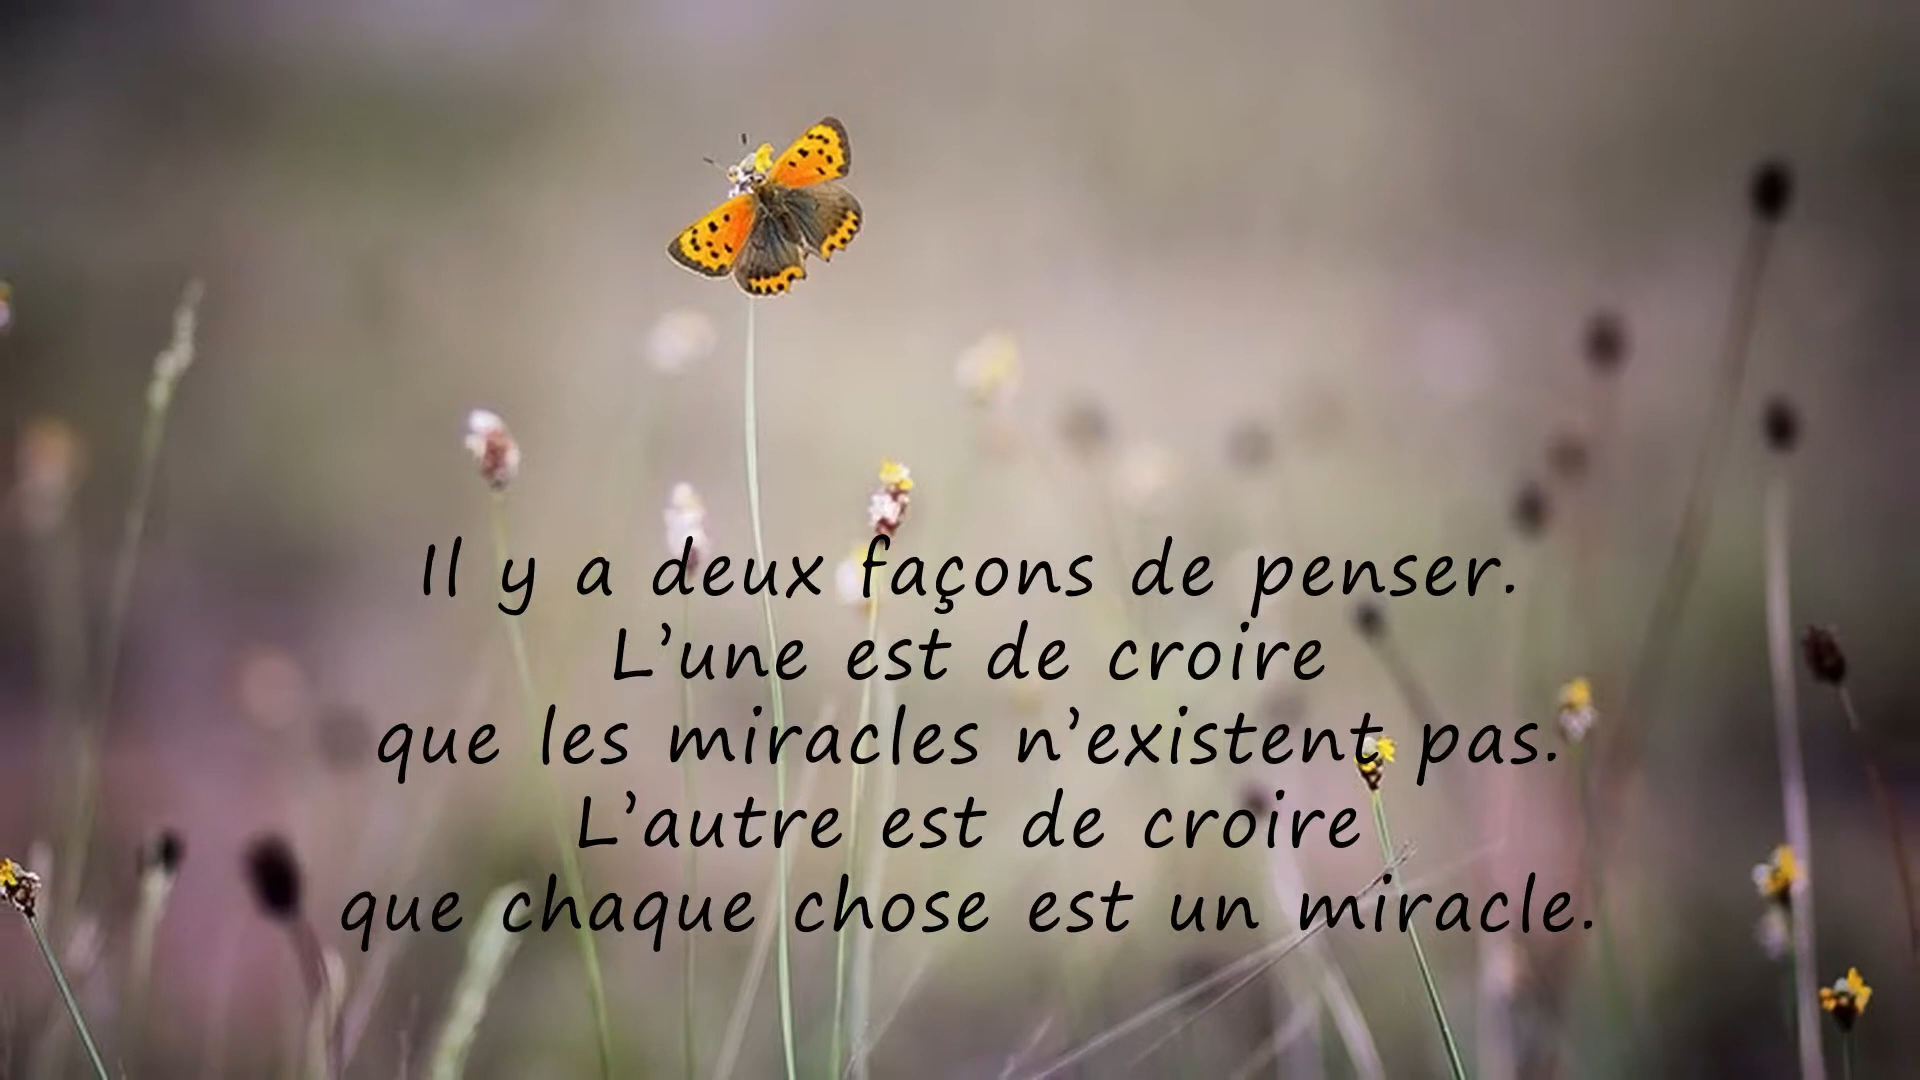 Il y a deux façons de penser.
L’une est de croire
que les miracles n’existent pas.
L’autre est de croire
que chaque chose est un miracle.